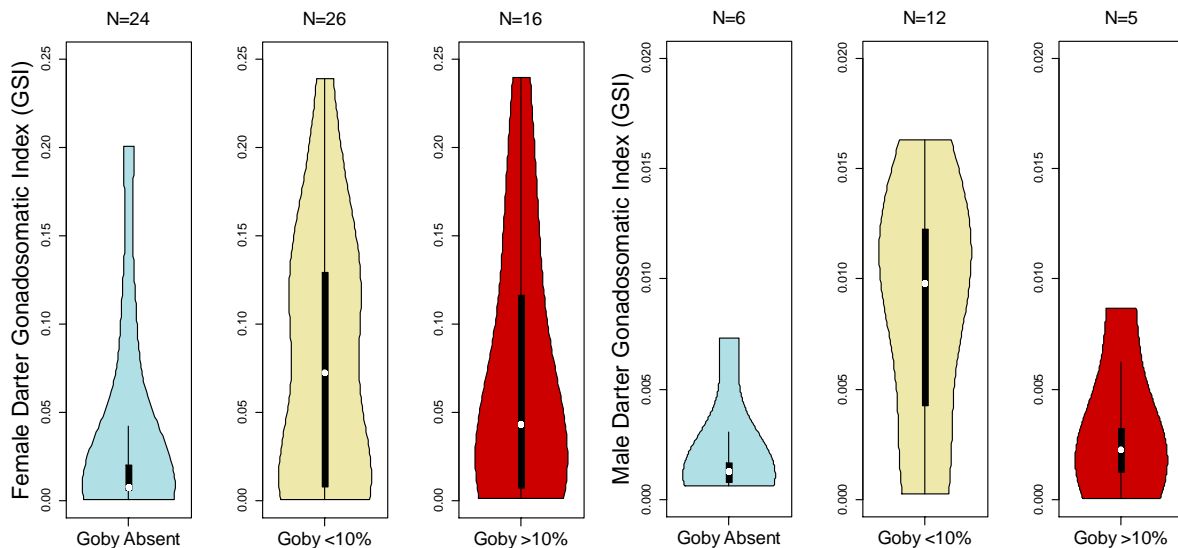 N=24
N=26
N=16
N=6
N=12
N=5
Female Darter Gonadosomatic Index (GSI)
0.25
0.20
0.15
0.10
0.05
0.00
0.25
0.20
0.15
0.10
0.05
0.00
0.25
0.20
0.15
0.10
0.05
0.00
Male Darter Gonadosomatic Index (GSI)
0.020
0.015
0.010
0.005
0.000
0.020
0.015
0.010
0.005
0.000
0.020
0.015
0.010
0.005
0.000
Goby Absent
Goby <10%
Goby >10%
Goby Absent
Goby <10%
Goby >10%